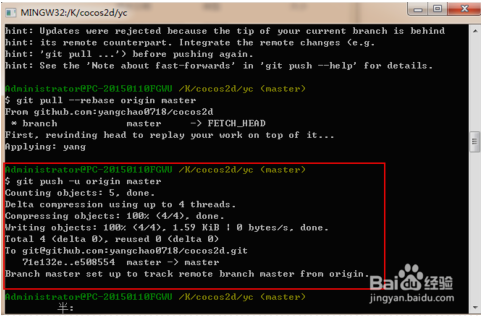 MINGW32:/K/cocos2d/yc
hint: Updates were rejected because the tip of your current branch is behind
hint: its remote counterpart. Integrate the remote changes (e.g.
hint: 'git pull ...') before pushing again.
hint: See the 'Note about fast-forwards' in 'git push --help' for details.
Administrator@PC-20150110FGWU /K/cocos2d/yc (master)
$ git pull --rebase origin master
From github.com:yangchao0718/cocos2d
* branch master -> FETCH_HEAD
First, rewinding head to replay your work on top of it...
Applying: yang
Administrator@PC-20150110FGWU /K/cocos2d/yc (master)
$ git push -u origin master
Counting objects: 5, done.
Delta compression using up to 4 threads.
Compressing objects: 100% (4/4), done.
Writing objects: 100% (4/4), 1.59 KiB | 0 bytes/s, done.
Total 4 (delta 0), reused 0 (delta 0)
To git@github.com:yangchao0718/cocos2d.git
71e132e..e508554 master -> master
Branch master set up to track remote branch master from origin.
Administrator@PC-20150110FGWU /K/cocos2d/yc (master)
半:
Baidu 经验
jingyan.baidu.com